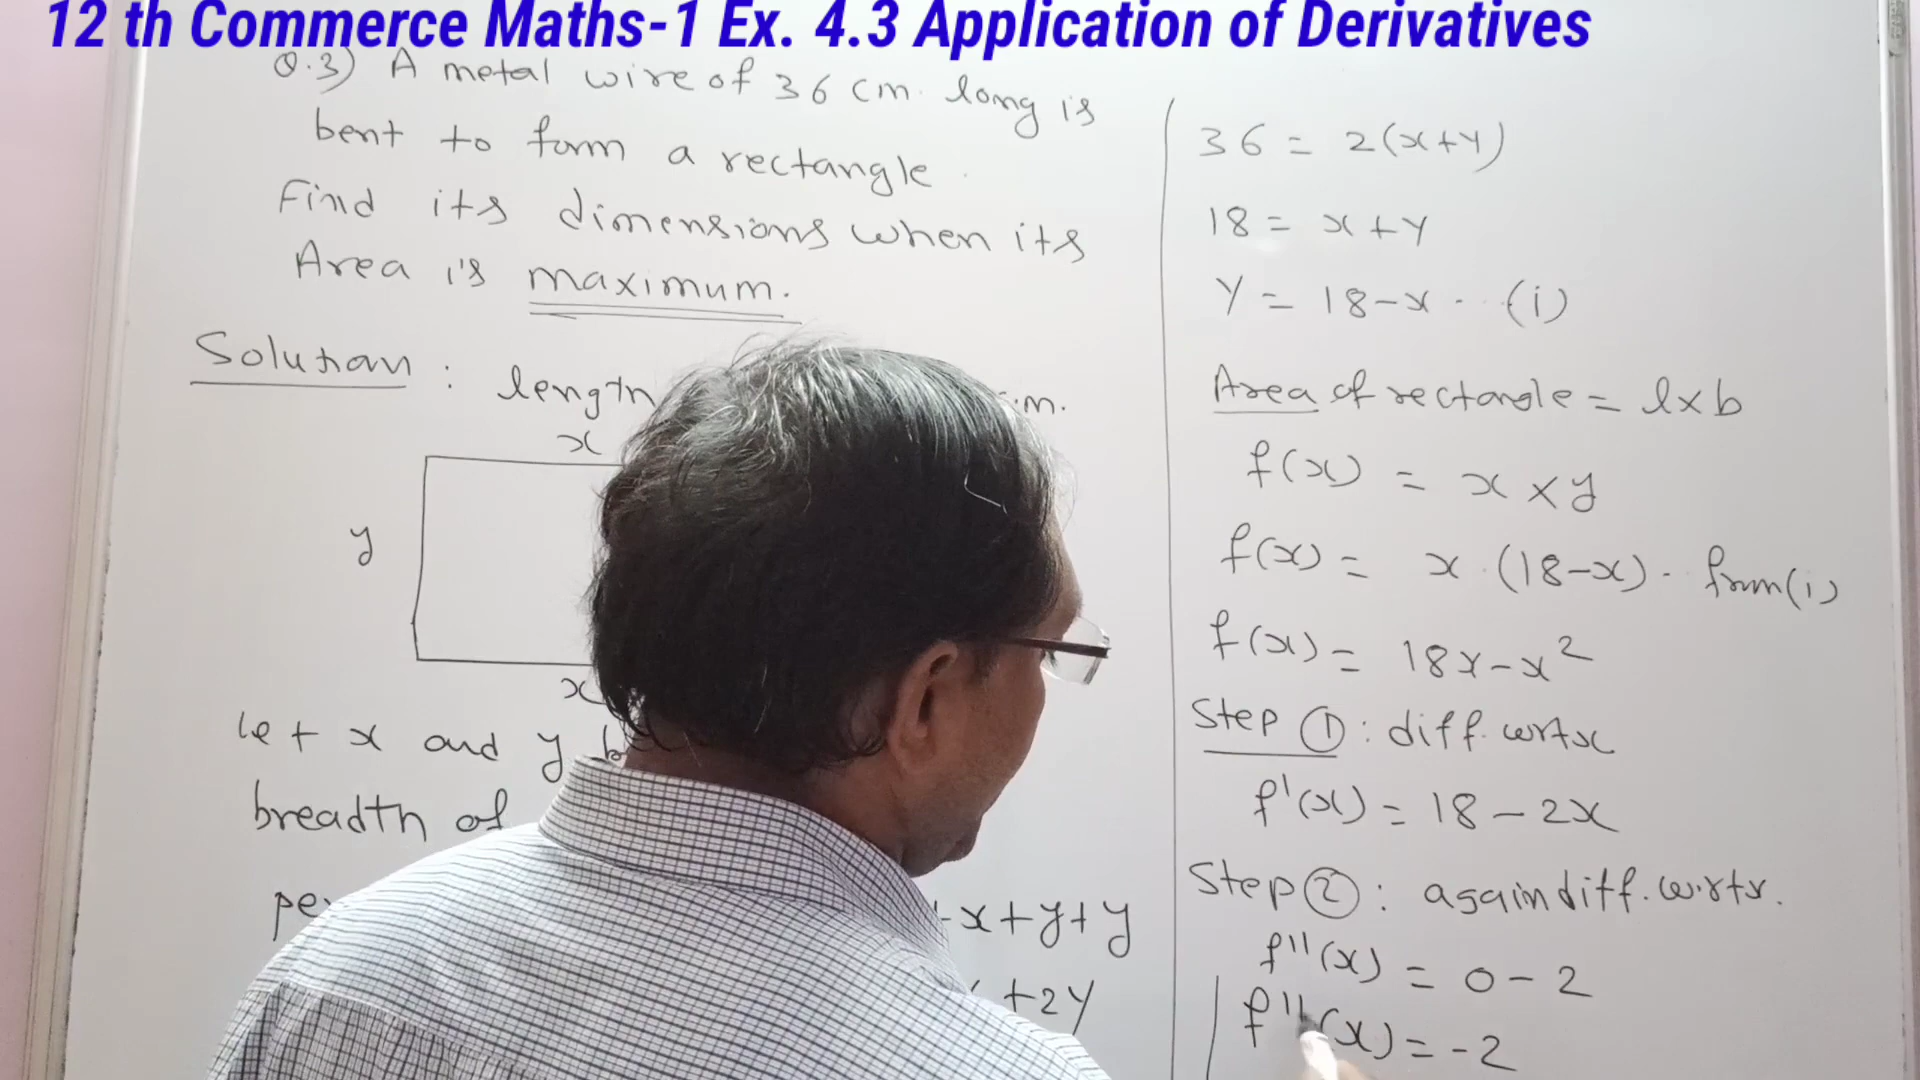 12 th Commerce Maths-1 Ex. 4.3 Application of Derivatives
Q.3) A metal wire of 36 cm. long is
bent to form a rectangle.
Find its dimensions when its
Area is maximum.
Solution : length
x
y
x
let x and y
breadth of
+x+y+y
+2y
36 = 2(x+y)
18 = x+y
y = 18-x .. (i)
Area of rectangle = l×b
f(x) = x × y
f(x) = x.(18-x) .. from(i)
f(x) = 18x-x²
Step ① : diff. wrtx
f'(x) = 18-2x
Step ② : again diff. w.r.t x.
f''(x) = 0-2
f''(x) = -2